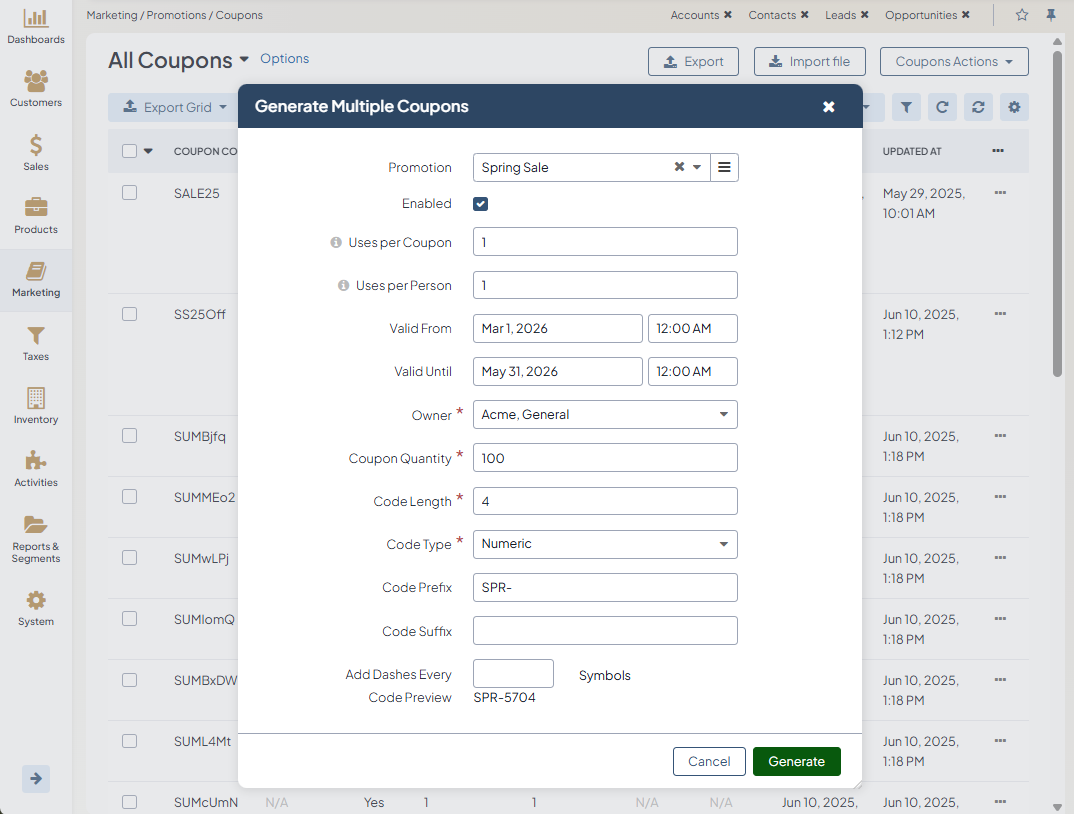 Dashboards
Customers
Sales
Products
Marketing
Taxes
Inventory
Activities
Reports &
Segments
System
Marketing / Promotions / Coupons
Accounts
Contacts
Leads
Opportunities
All Coupons
Options
Export
Import file
Coupons Actions
Export Grid
COUPON CO
UPDATED AT
SALE25
May 29, 2025,
10:01 AM
SS25Off
Jun 10, 2025,
1:12 PM
SUMBjfq
Jun 10, 2025,
1:18 PM
SUMMEo2
Jun 10, 2025,
1:18 PM
SUMwLPj
Jun 10, 2025,
1:18 PM
SUMIomQ
Jun 10, 2025,
1:18 PM
SUMBxDW
Jun 10, 2025,
1:18 PM
SUML4Mt
Jun 10, 2025,
1:18 PM
SUMcUmN N/A Yes 1 1 N/A N/A Jun 10, 2025, Jun 10, 2025,
Generate Multiple Coupons
Promotion Spring Sale
Enabled
Uses per Coupon 1
Uses per Person 1
Valid From Mar 1, 2026 12:00 AM
Valid Until May 31, 2026 12:00 AM
Owner * Acme, General
Coupon Quantity * 100
Code Length * 4
Code Type * Numeric
Code Prefix SPR-
Code Suffix
Add Dashes Every Symbols
Code Preview SPR-5704
Cancel
Generate